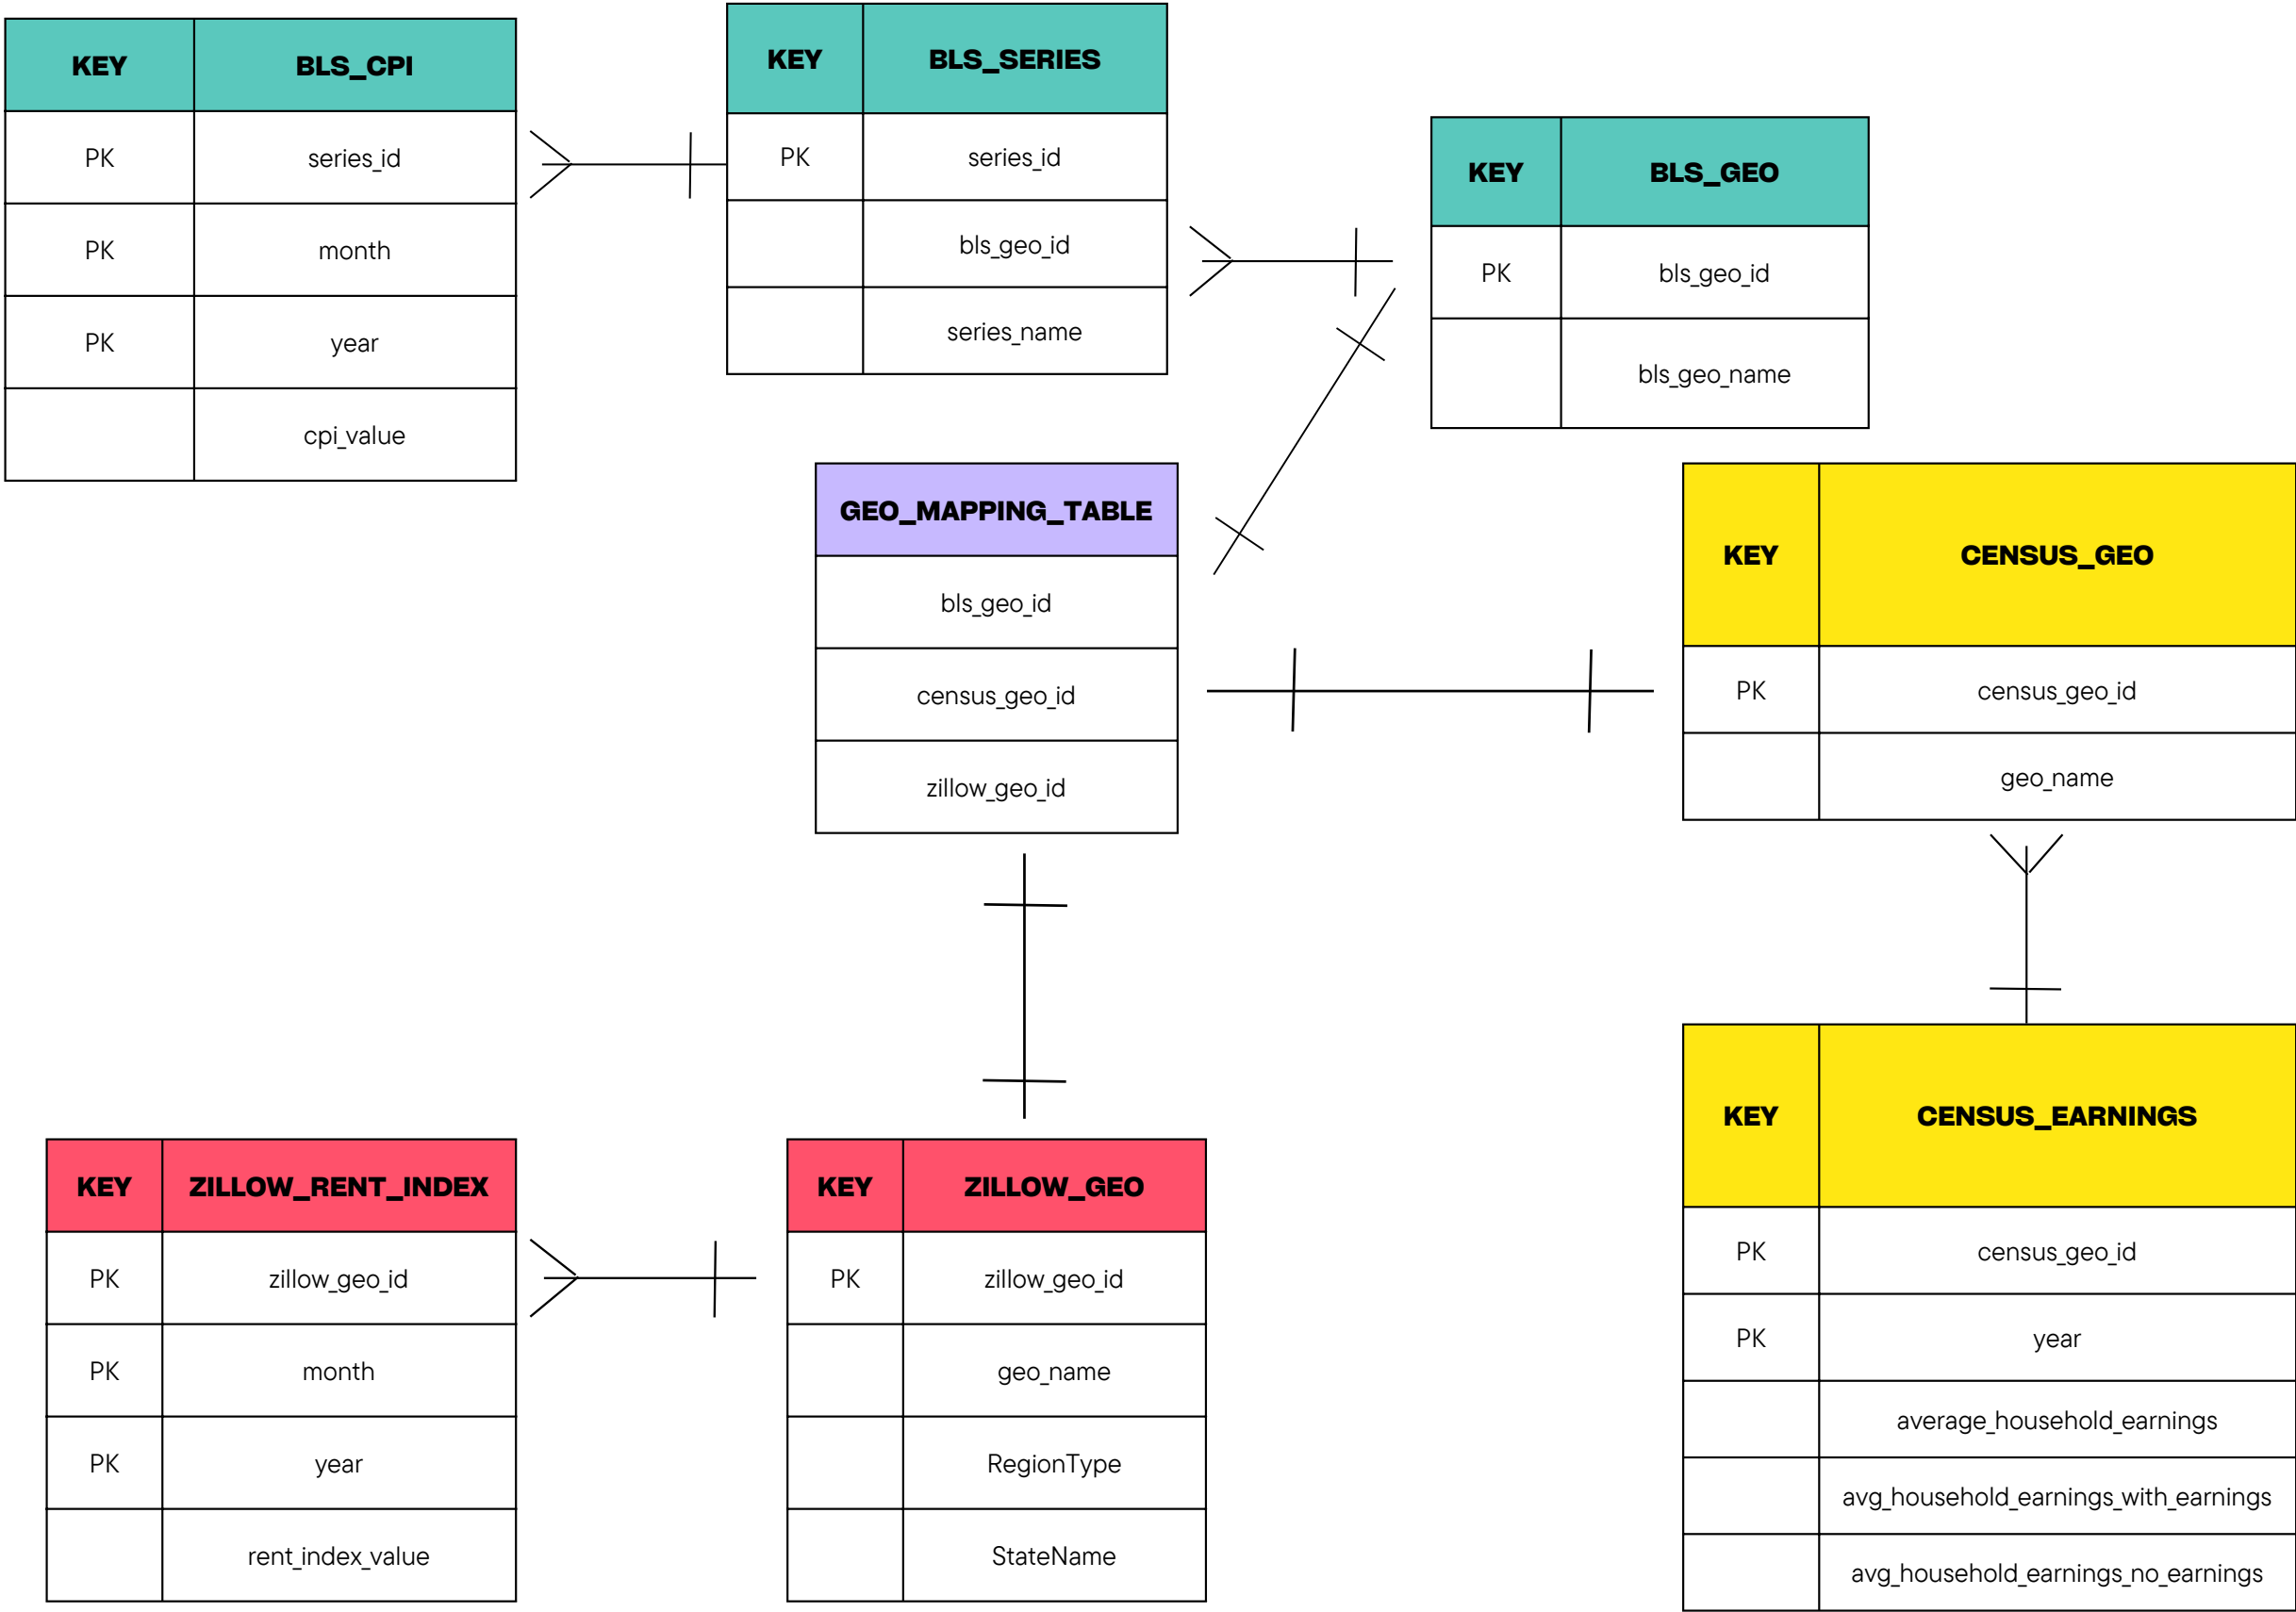 KEY BLS_CPI
PK series_id
PK month
PK year
cpi_value
KEY BLS_SERIES
PK series_id
bls_geo_id
series_name
KEY BLS_GEO
PK bls_geo_id
bls_geo_name
GEO_MAPPING_TABLE
bls_geo_id
census_geo_id
zillow_geo_id
KEY CENSUS_GEO
PK census_geo_id
geo_name
KEY ZILLOW_RENT_INDEX
PK zillow_geo_id
PK month
PK year
rent_index_value
KEY ZILLOW_GEO
PK zillow_geo_id
geo_name
RegionType
StateName
KEY CENSUS_EARNINGS
PK census_geo_id
PK year
average_household_earnings
avg_household_earnings_with_earnings
avg_household_earnings_no_earnings